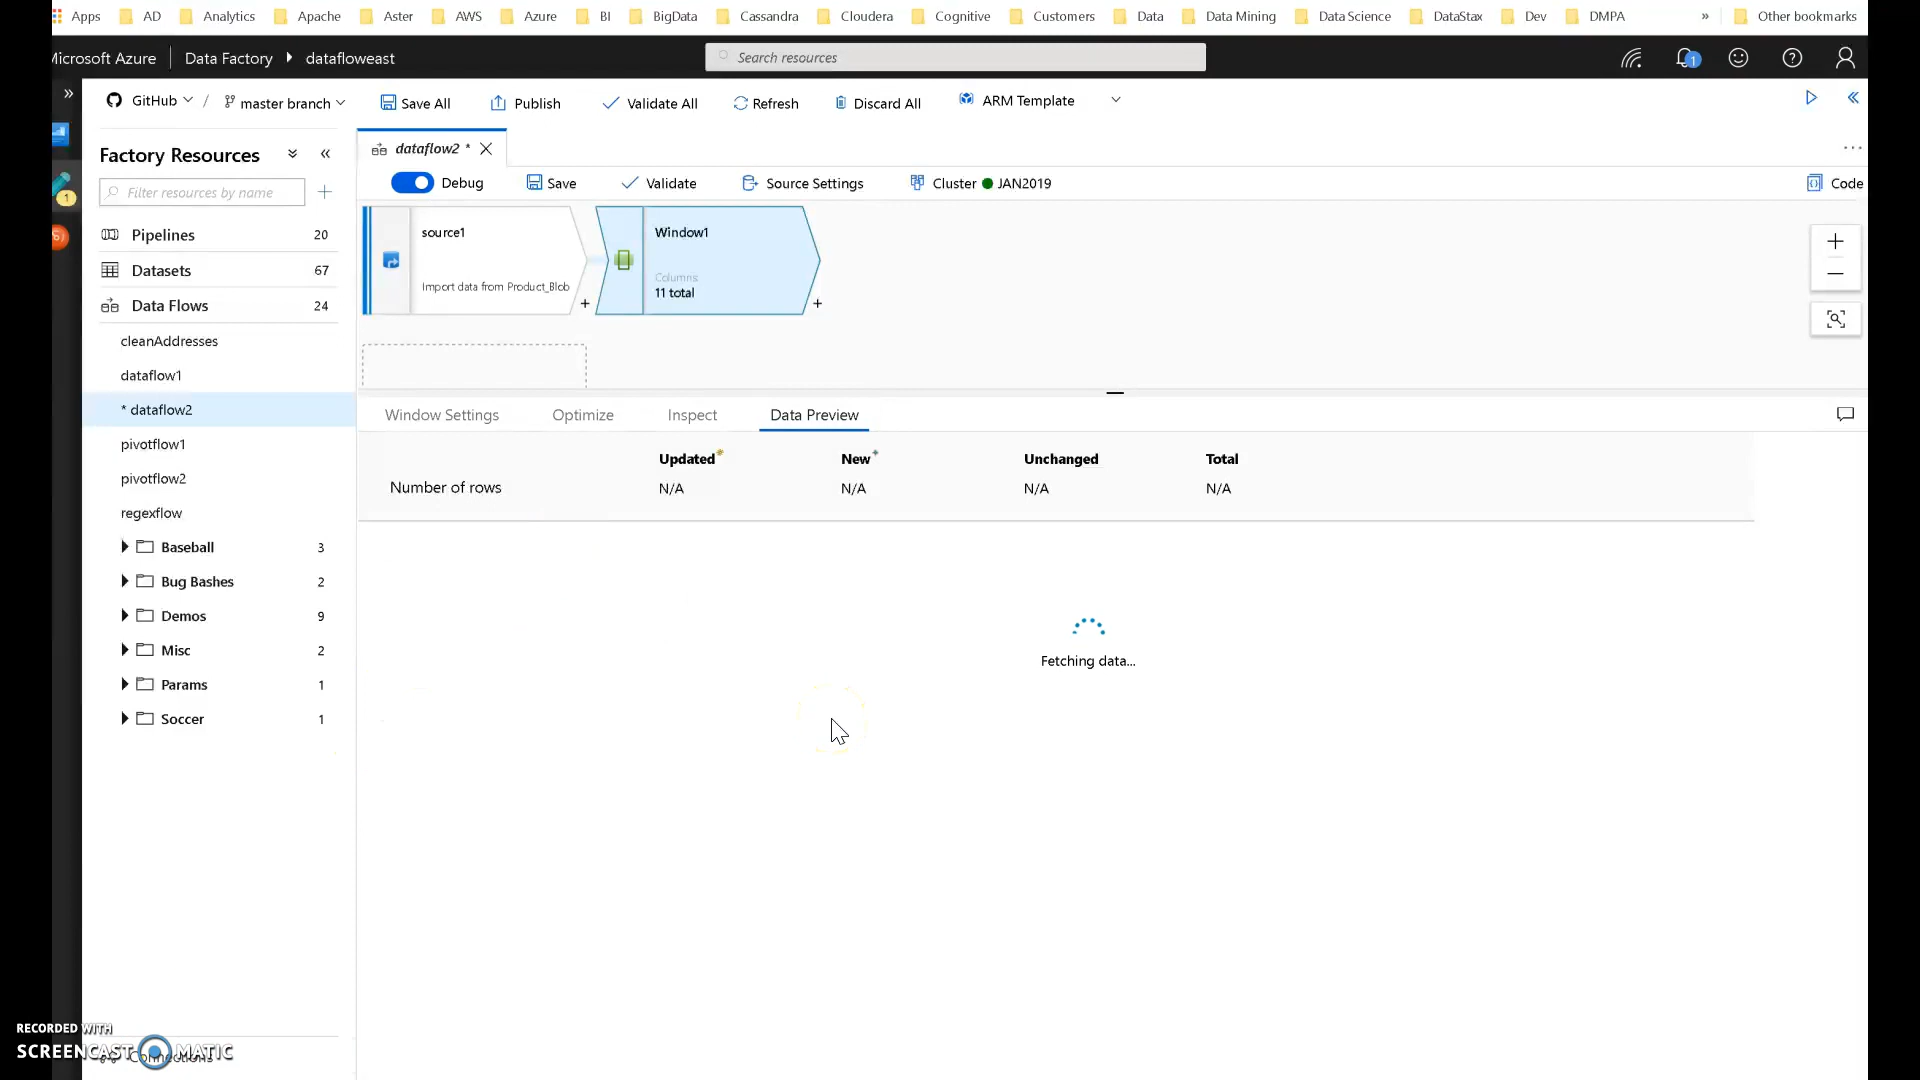 Apps AD Analytics Apache Aster AWS Azure BI BigData Cassandra Cloudera Cognitive Customers Data Data Mining Data Science DataStax Dev DMPA » Other bookmarks
Microsoft Azure Data Factory datafloweast Search resources 1
» GitHub / master branch Save All Publish Validate All Refresh Discard All ARM Template
Factory Resources
dataflow2 *
Filter resources by name
Debug Save Validate Source Settings Cluster JAN2019 Code
1
Pipelines 20
Datasets 67
Data Flows 24
cleanAddresses
dataflow1
* dataflow2
pivotflow1
pivotflow2
regexflow
Baseball 3
Bug Bashes 2
Demos 9
Misc 2
Params 1
Soccer 1
Connections
source1
Import data from Product_Blob
+
Window1
Columns
11 total
+
Window Settings Optimize Inspect Data Preview
Updated* New* Unchanged Total
Number of rows N/A N/A N/A N/A
Fetching data...
RECORDED WITH
SCREENCAST MATIC